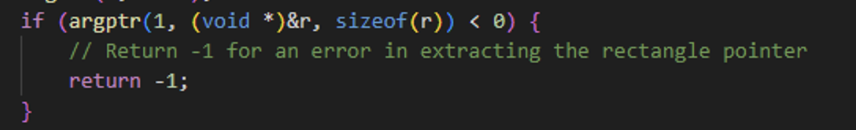 if (argptr(1, (void *)&r, sizeof(r)) < 0) {
// Return -1 for an error in extracting the rectangle pointer
return -1;
}